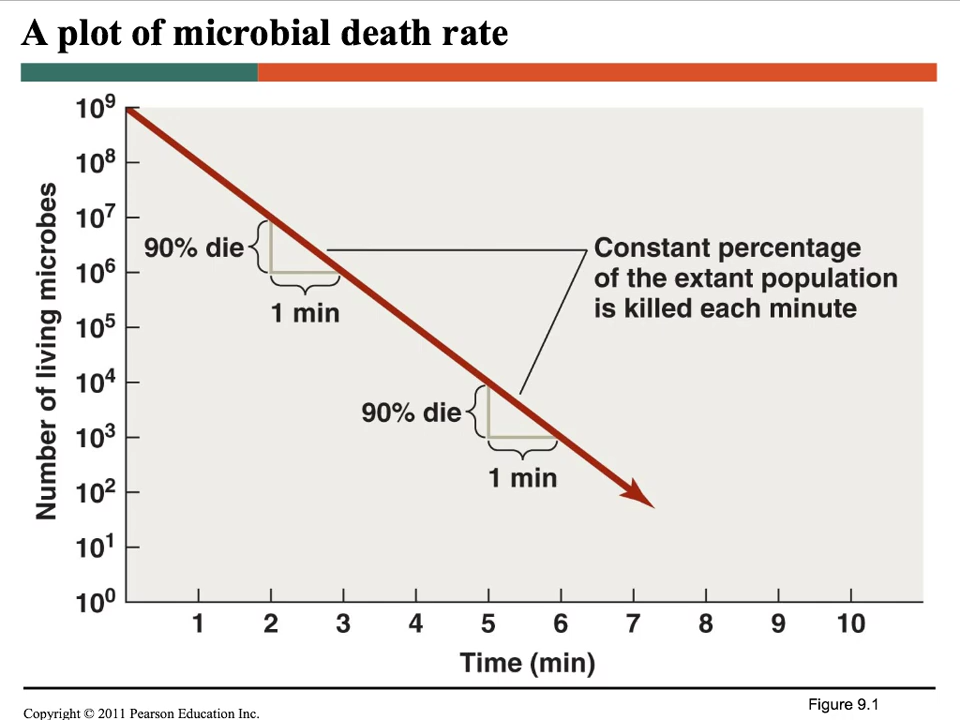 A plot of microbial death rate
10⁹
10⁸
10⁷
10⁶
10⁵
10⁴
10³
10²
10¹
10⁰
Number of living microbes
90% die
1 min
Constant percentage
of the extant population
is killed each minute
90% die
1 min
1 2 3 4 5 6 7 8 9 10
Time (min)
Copyright © 2011 Pearson Education Inc.
Figure 9.1